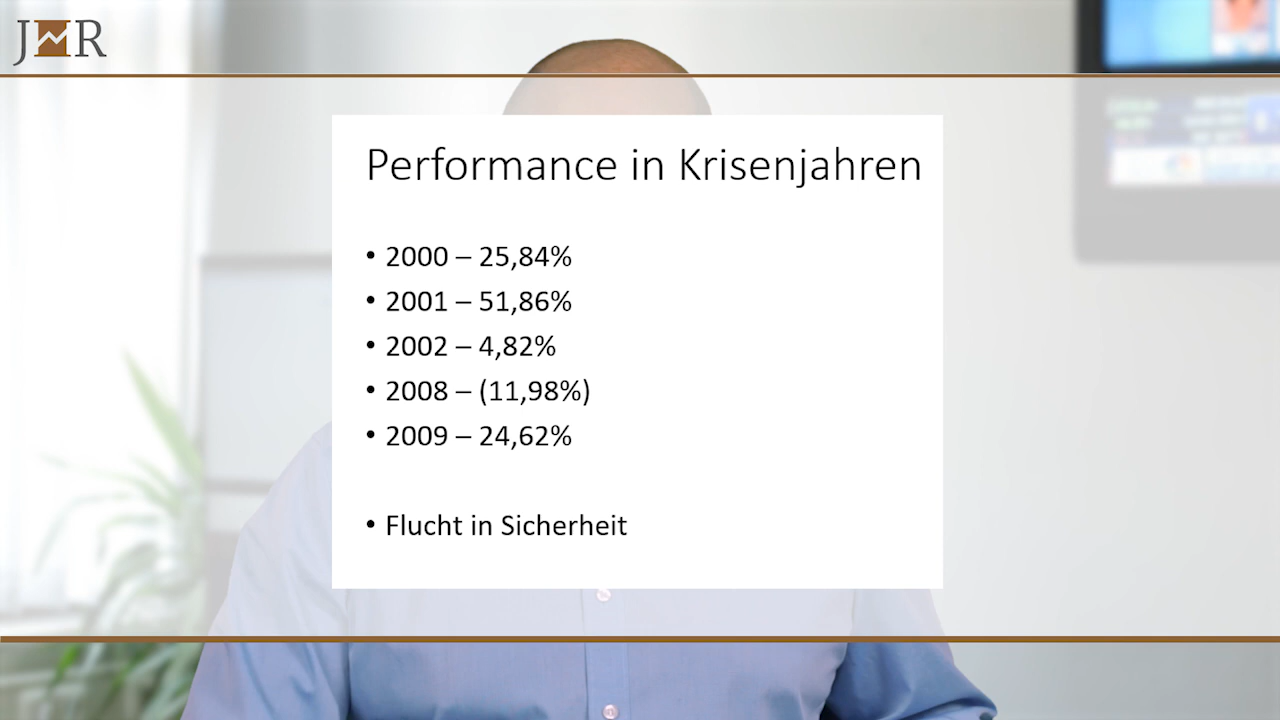 J R
Performance in Krisenjahren
• 2000 – 25,84%
• 2001 – 51,86%
• 2002 – 4,82%
• 2008 – (11,98%)
• 2009 – 24,62%
• Flucht in Sicherheit